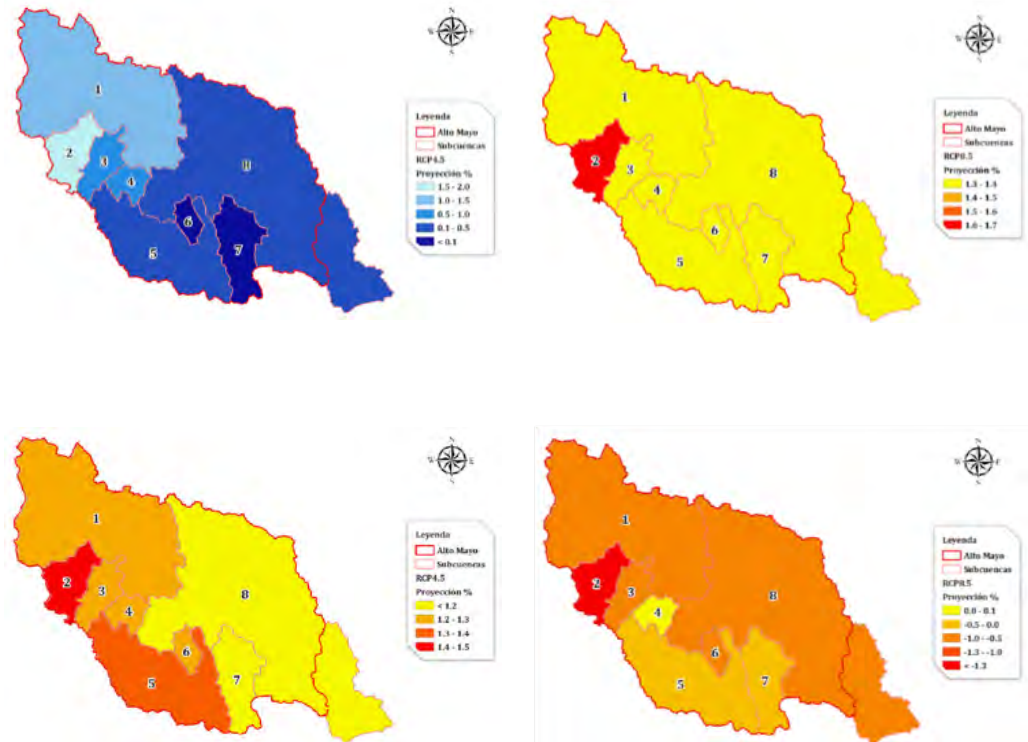 N
W E
S
1
2
3
4
5
6
7
8
Leyenda
Alto Mayo
Subcuencas
RCP4.5
Proyección %
1.5 - 2.0
1.0 - 1.5
0.5 - 1.0
0.1 - 0.5
< 0.1
N
W E
S
1
2
3
4
5
6
7
8
Leyenda
Alto Mayo
Subcuencas
Proyección %
1.3 - 1.4
1.4 - 1.5
1.5 - 1.6
1.6 - 1.7
N
W E
S
1
2
3
4
5
6
7
8
Leyenda
Alto Mayo
Subcuencas
RCP4.5
Proyección %
< 1.2
1.2 - 1.3
1.3 - 1.4
1.4 - 1.5
N
W E
S
1
2
3
4
5
6
7
8
Leyenda
Alto Mayo
Subcuencas
RCP8.5
Proyección %
0.0 - 0.1
-0.5 - 0.0
-1.0 - -0.5
-1.3 - -1.0
< -1.3